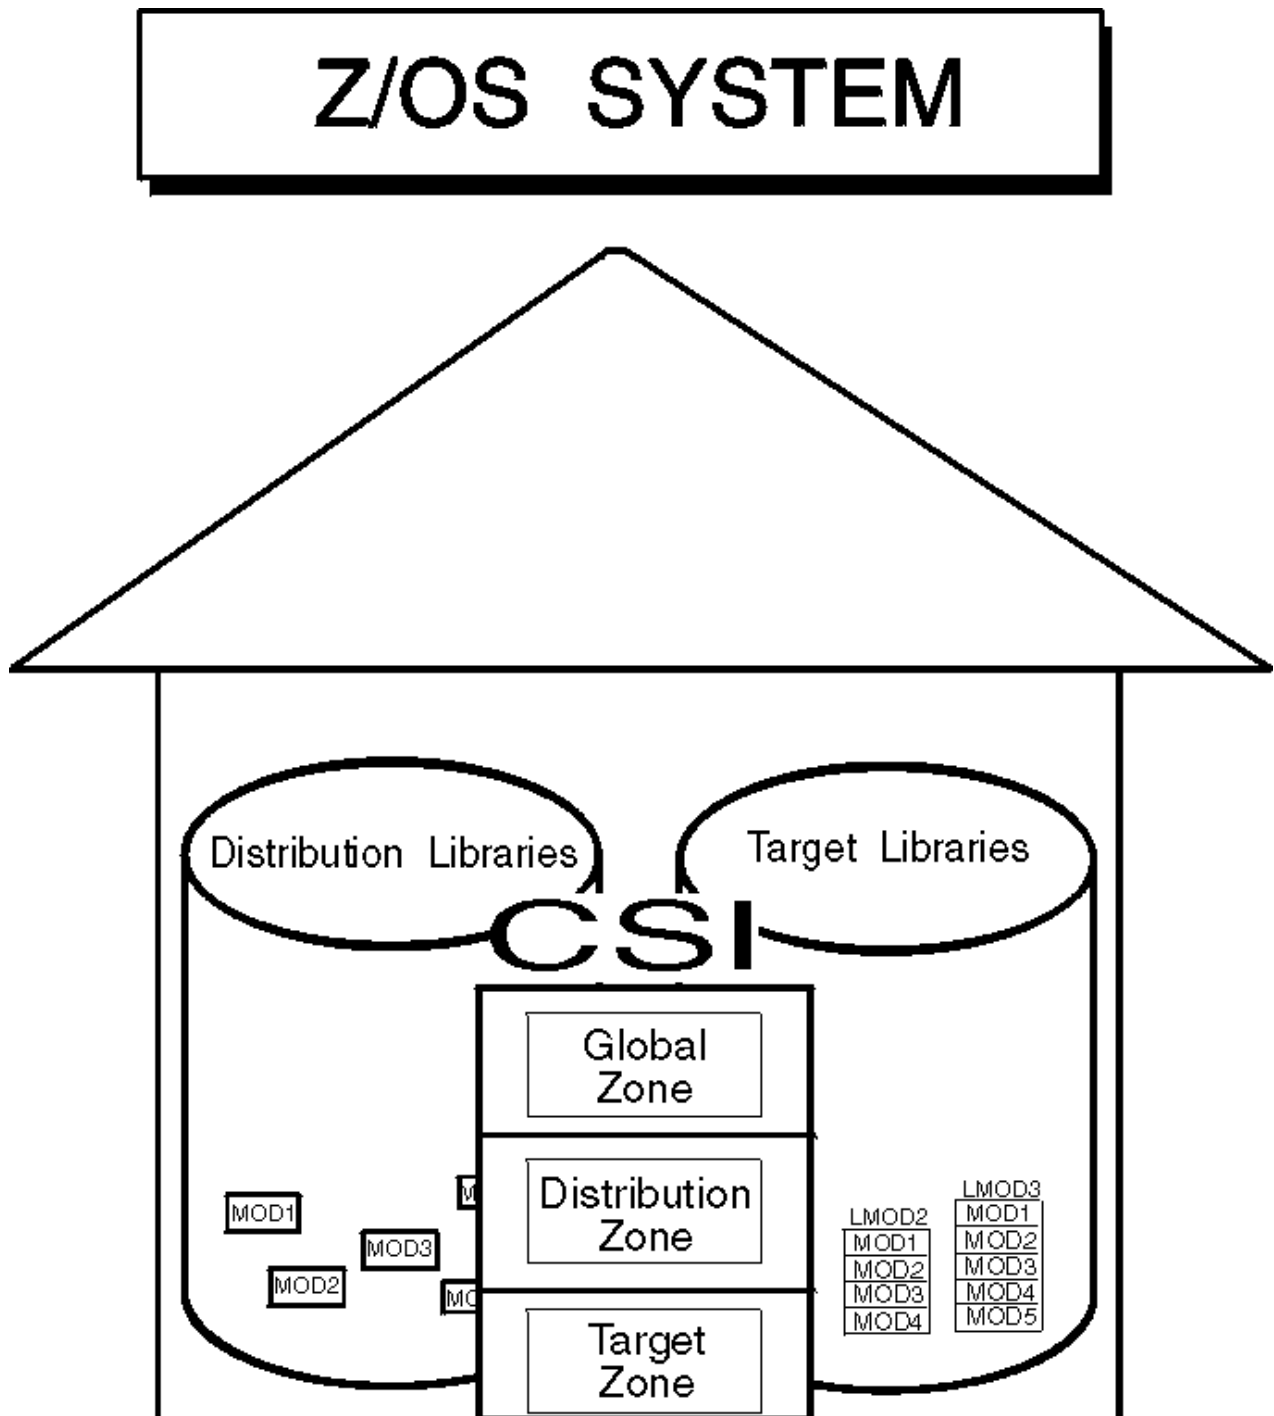 Z/OS SYSTEM
Distribution Libraries
Target Libraries
CSI
Global
Zone
Distribution
Zone
Target
Zone
MOD1
MOD3
MOD2
LMOD2
MOD1
MOD2
MOD3
MOD4
LMOD3
MOD1
MOD2
MOD3
MOD4
MOD5